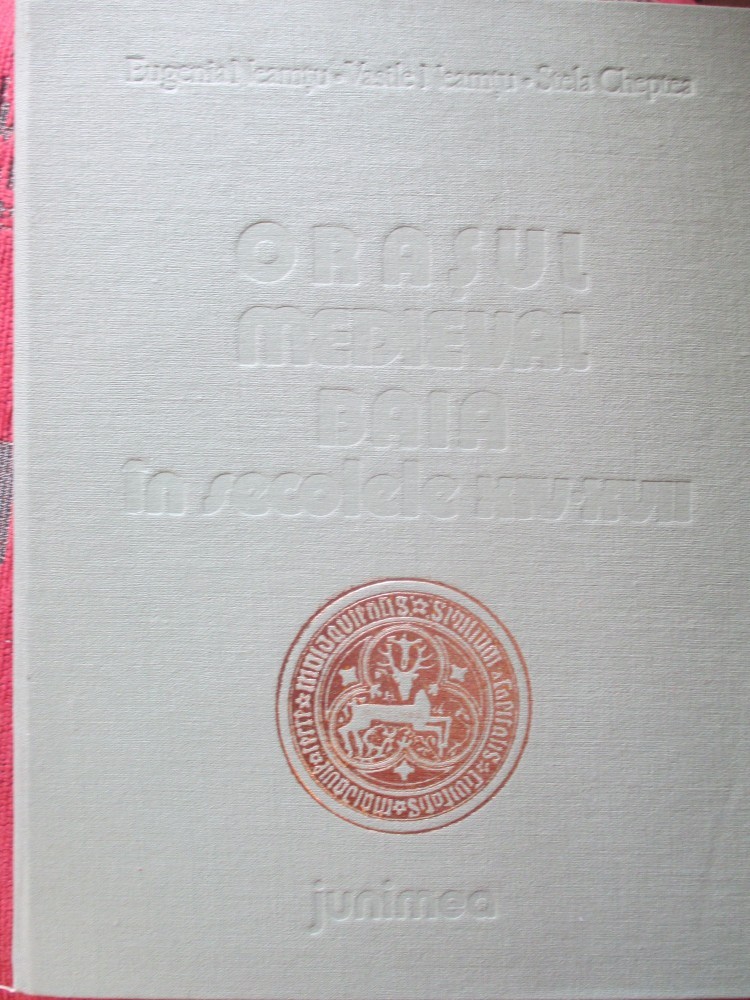 Eugenia Neamțu · Vasile Neamțu · Stela Cheptea
ORAȘUL
MEDIEVAL
BAIA
în secolele XIV-XVII
junimea